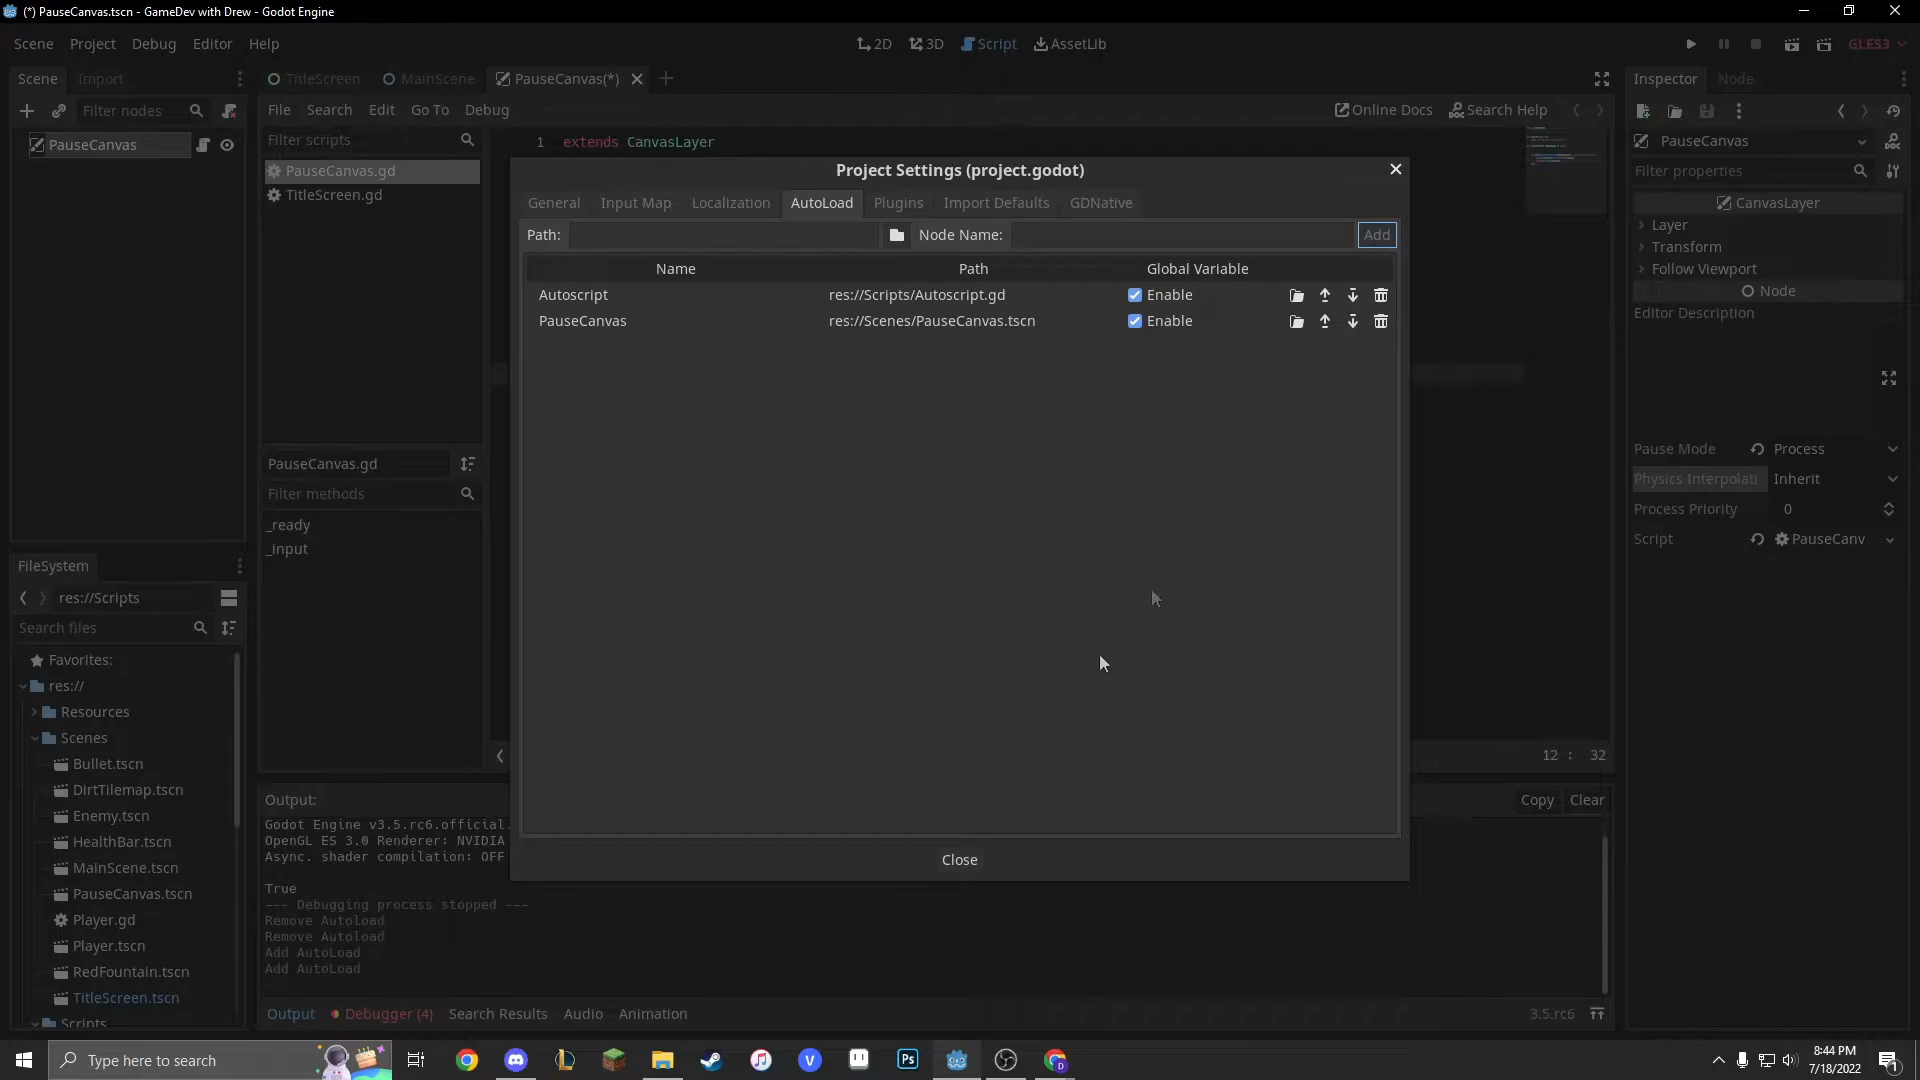 (*) PauseCanvas.tscn - GameDev with Drew - Godot Engine
Scene Project Debug Editor Help
2D 3D Script AssetLib
GLES3
Scene Import
TitleScreen MainScene PauseCanvas(*)
Inspector Node
Filter nodes
File Search Edit Go To Debug
Online Docs Search Help
PauseCanvas
Filter scripts
1 extends CanvasLayer
PauseCanvas
PauseCanvas.gd
TitleScreen.gd
Filter properties
CanvasLayer
Layer
Transform
Follow Viewport
Node
Editor Description
Pause Mode Process
Physics Interpolati Inherit
Process Priority 0
Script PauseCanv
Project Settings (project.godot)
General Input Map Localization AutoLoad Plugins Import Defaults GDNative
Path: Node Name: Add
Name Path Global Variable
Autoscript res://Scripts/Autoscript.gd Enable
PauseCanvas res://Scenes/PauseCanvas.tscn Enable
Close
PauseCanvas.gd
Filter methods
_ready
_input
12 : 32
FileSystem
res://Scripts
Search files
Favorites:
res://
Resources
Scenes
Bullet.tscn
DirtTilemap.tscn
Enemy.tscn
HealthBar.tscn
MainScene.tscn
PauseCanvas.tscn
Player.gd
Player.tscn
RedFountain.tscn
TitleScreen.tscn
Scripts
Output:
Copy Clear
Godot Engine v3.5.rc6.official.
OpenGL ES 3.0 Renderer: NVIDIA
Async. shader compilation: OFF
True
--- Debugging process stopped ---
Remove Autoload
Remove Autoload
Add AutoLoad
Add AutoLoad
Output Debugger (4) Search Results Audio Animation
3.5.rc6
Type here to search
Ps
8:44 PM
7/18/2022
1